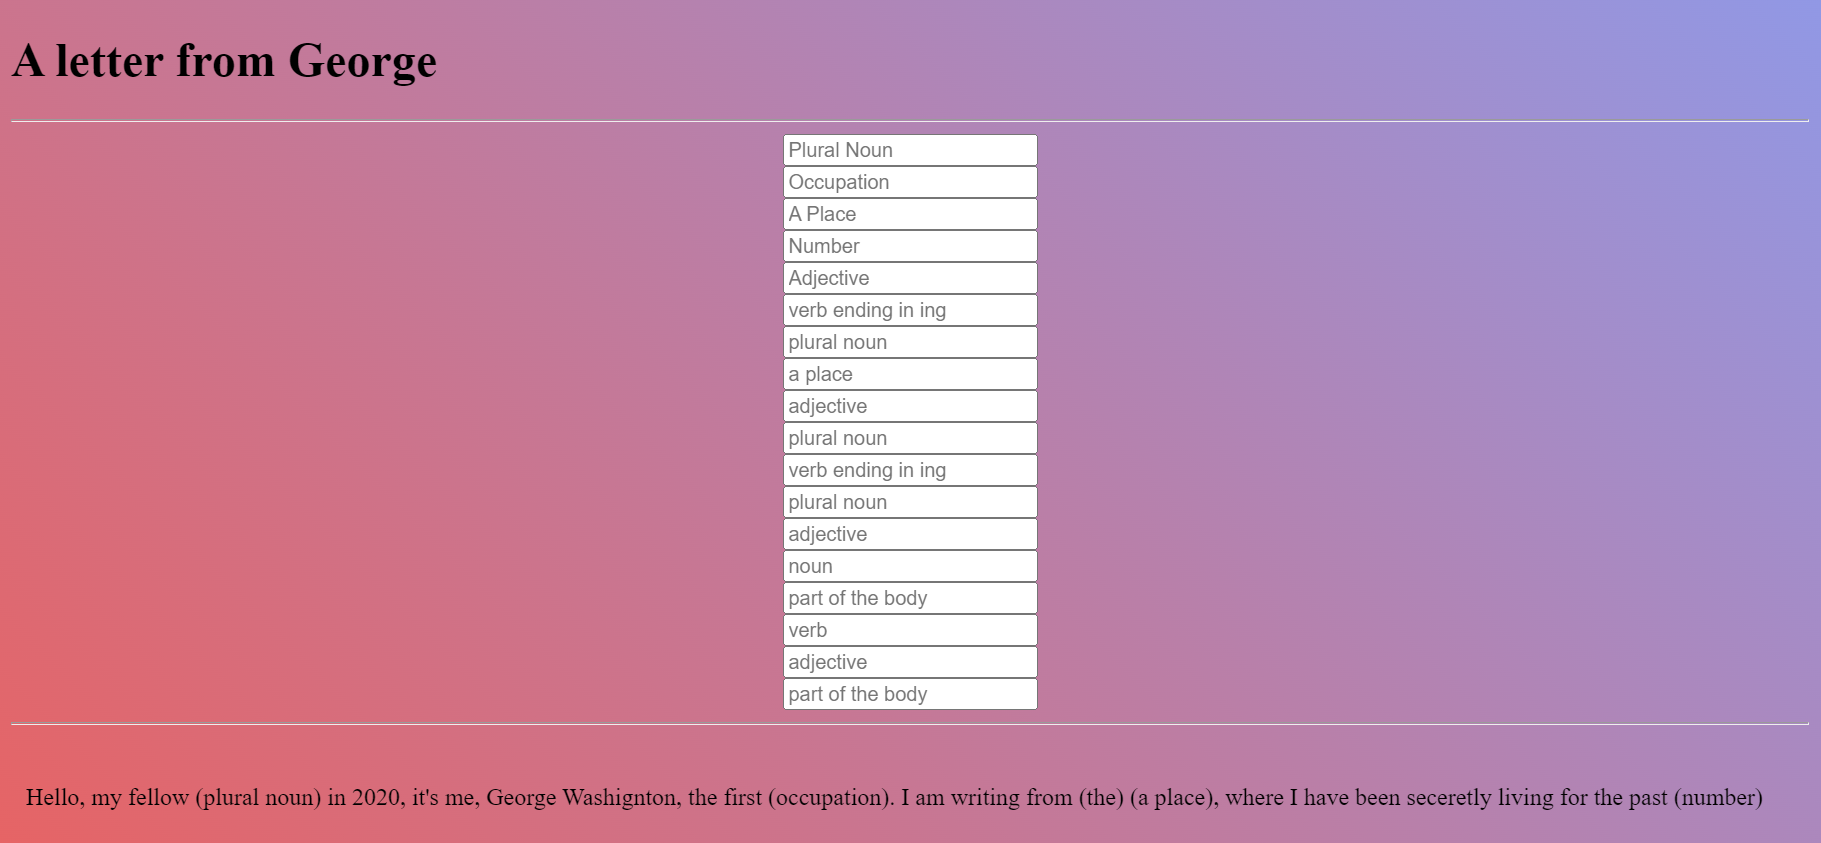 A letter from George
Plural Noun
Occupation
A Place
Number
Adjective
verb ending in ing
plural noun
a place
adjective
plural noun
verb ending in ing
plural noun
adjective
noun
part of the body
verb
adjective
part of the body
Hello, my fellow (plural noun) in 2020, it's me, George Washignton, the first (occupation). I am writing from (the) (a place), where I have been seceretly living for the past (number)